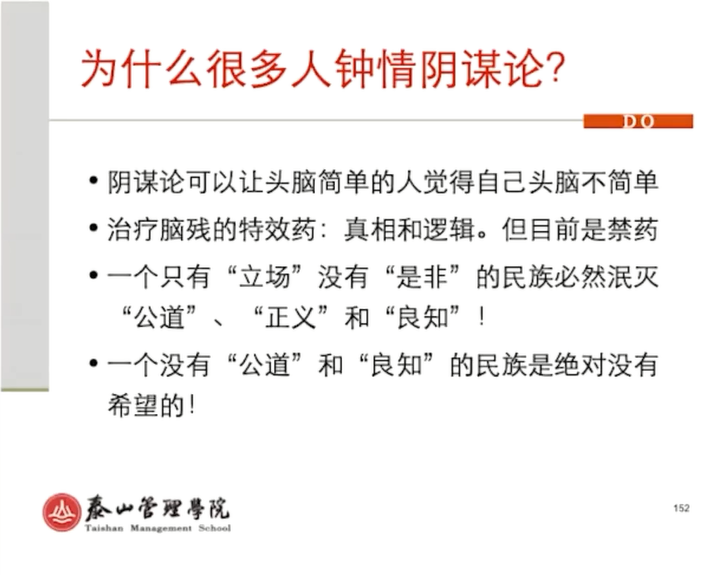 为什么很多人钟情阴谋论？
DO
• 阴谋论可以让头脑简单的人觉得自己头脑不简单
• 治疗脑残的特效药：真相和逻辑。但目前是禁药
• 一个只有“立场”没有“是非”的民族必然泯灭
“公道”、“正义”和“良知”！
• 一个没有“公道”和“良知”的民族是绝对没有
希望的！
泰山管理學院
Taishan Management School
152